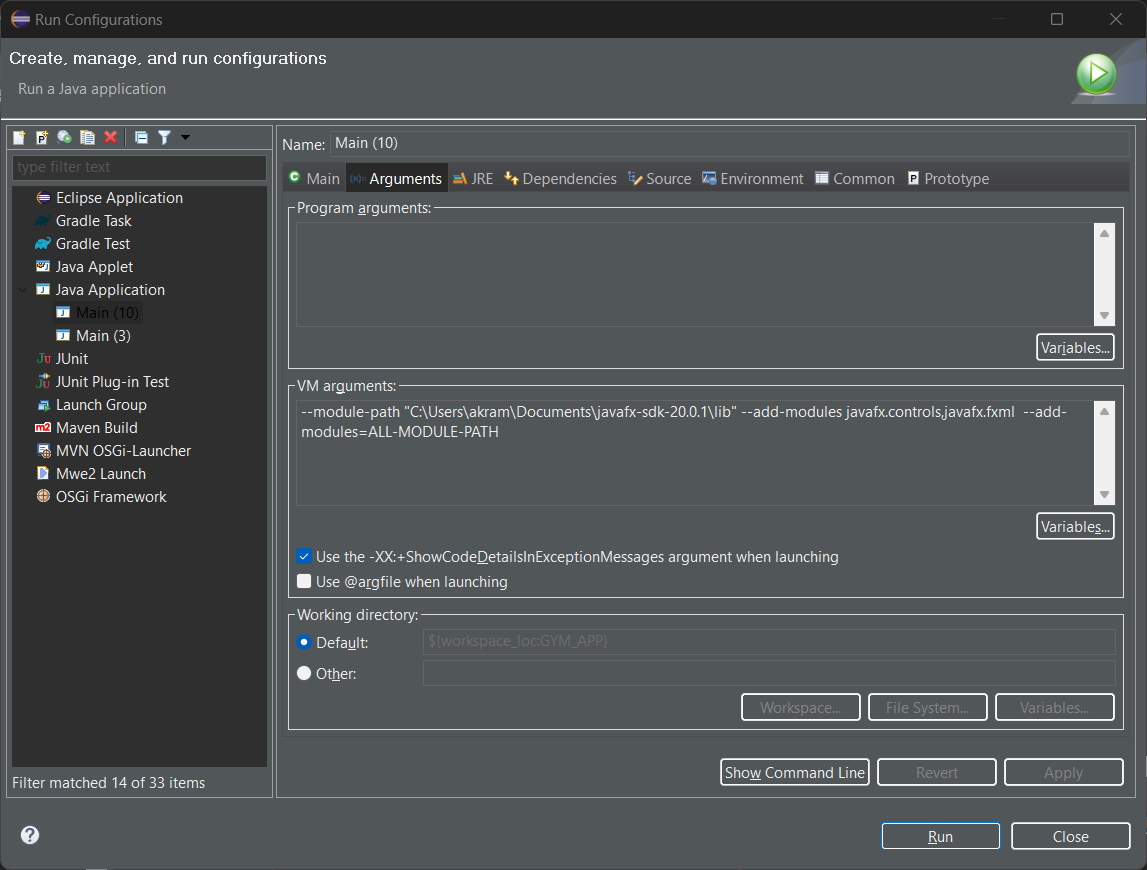 Run Configurations
Create, manage, and run configurations
Run a Java application
type filter text
Eclipse Application
Gradle Task
Gradle Test
Java Applet
Java Application
Main (10)
Main (3)
JUnit
JUnit Plug-in Test
Launch Group
Maven Build
MVN OSGi-Launcher
Mwe2 Launch
OSGi Framework
Filter matched 14 of 33 items
Name: Main (10)
Main Arguments JRE Dependencies Source Environment Common Prototype
Program arguments:
Variables...
VM arguments:
--module-path "C:\Users\akram\Documents\javafx-sdk-20.0.1\lib" --add-modules javafx.controls,javafx.fxml  --add-
modules=ALL-MODULE-PATH
Variables...
Use the -XX:+ShowCodeDetailsInExceptionMessages argument when launching
Use @argfile when launching
Working directory:
Default: ${workspace_loc:GYM_APP}
Other:
Workspace... File System... Variables...
Show Command Line Revert Apply
Run Close